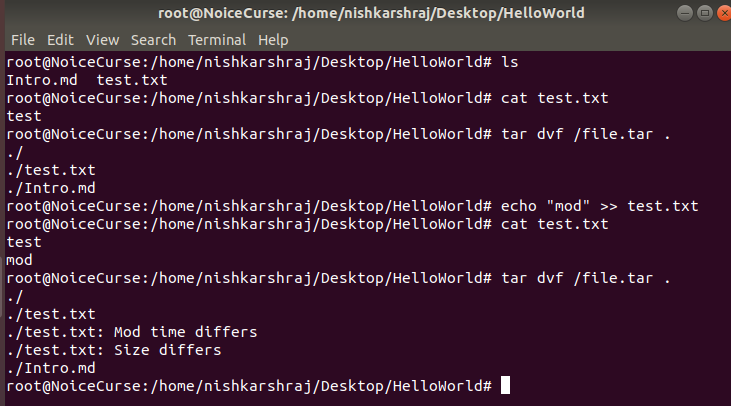 root@NoiceCurse: /home/nishkarshraj/Desktop/HelloWorld
File Edit View Search Terminal Help
root@NoiceCurse:/home/nishkarshraj/Desktop/HelloWorld# ls
Intro.md  test.txt
root@NoiceCurse:/home/nishkarshraj/Desktop/HelloWorld# cat test.txt
test
root@NoiceCurse:/home/nishkarshraj/Desktop/HelloWorld# tar dvf /file.tar .
./
./test.txt
./Intro.md
root@NoiceCurse:/home/nishkarshraj/Desktop/HelloWorld# echo "mod" >> test.txt
root@NoiceCurse:/home/nishkarshraj/Desktop/HelloWorld# cat test.txt
test
mod
root@NoiceCurse:/home/nishkarshraj/Desktop/HelloWorld# tar dvf /file.tar .
./
./test.txt
./test.txt: Mod time differs
./test.txt: Size differs
./Intro.md
root@NoiceCurse:/home/nishkarshraj/Desktop/HelloWorld#